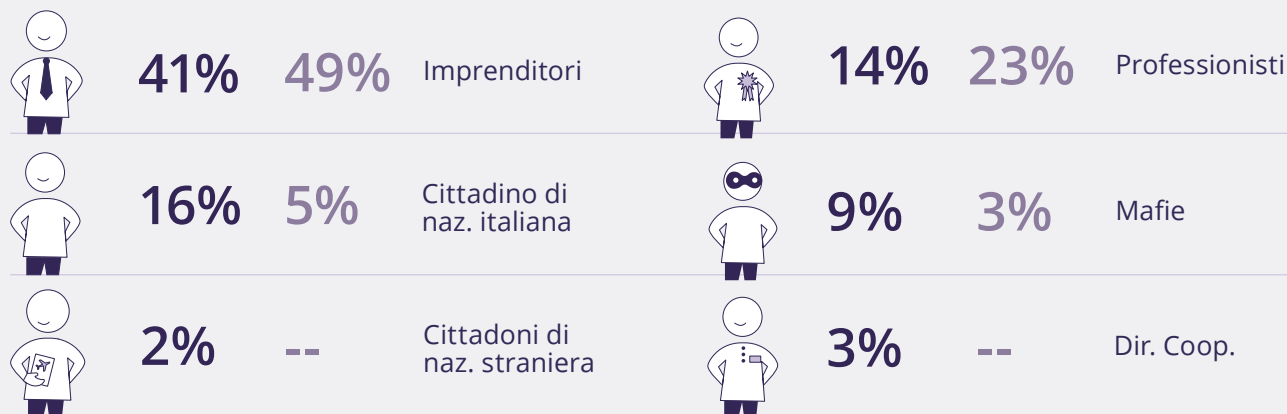 41% 49% Imprenditori
14% 23% Professionisti
16% 5% Cittadino di
naz. italiana
9% 3% Mafie
2% -- Cittadoni di
naz. straniera
3% -- Dir. Coop.